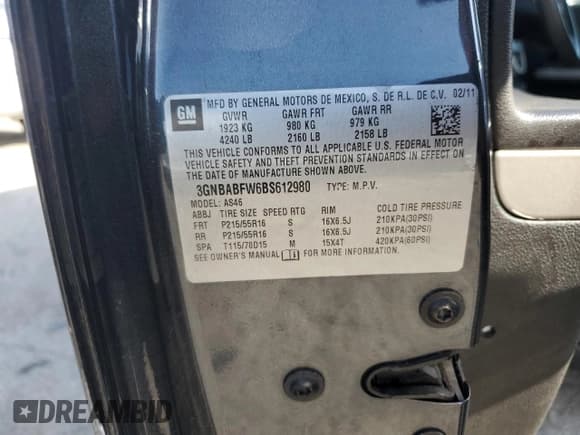 GM
MFD BY GENERAL MOTORS DE MEXICO, S. DE R.L. DE C.V. 02/11
GVWR GAWR FRT GAWR RR
1923 KG 980 KG 979 KG
4240 LB 2160 LB 2158 LB
THIS VEHICLE CONFORMS TO ALL APPLICABLE U.S. FEDERAL MOTOR
VEHICLE SAFETY AND THEFT PREVENTION STANDARDS IN EFFECT ON
THE DATE OF MANUFACTURE SHOWN ABOVE.
3GNBABFW6BS612980 TYPE: M.P.V.
MODEL: AS46
ABBJ TIRE SIZE SPEED RTG RIM COLD TIRE PRESSURE
FRT P215/55R16 S 16X6.5J 210KPA(30PSI)
RR P215/55R16 S 16X6.5J 210KPA(30PSI)
SPA T115/70D15 M 15X4T 420KPA(60PSI)
SEE OWNER'S MANUAL FOR MORE INFORMATION.
DREAMBID